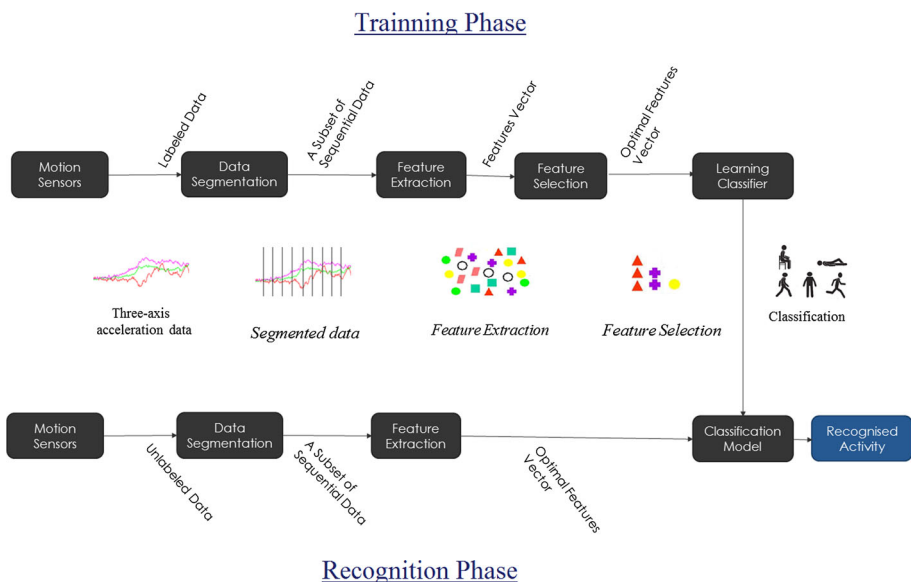 Trainning Phase
Labeled Data
A Subset of
Sequential Data
Features Vector
Optimal Features
Vector
Motion
Sensors
Data
Segmentation
Feature
Extraction
Feature
Selection
Learning
Classifier
Three-axis
acceleration data
Segmented data
Feature Extraction
Feature Selection
Classification
Motion
Sensors
Data
Segmentation
Feature
Extraction
Classification
Model
Recognised
Activity
Unlabeled Data
A Subset of
Sequential Data
Optimal Features
Vector
Recognition Phase